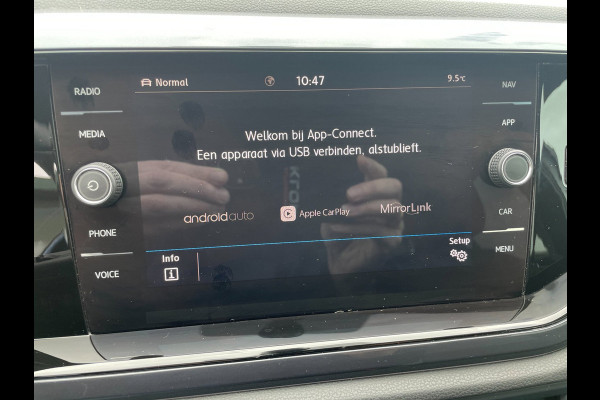 Normal 10:47 9.5°C
RADIO
MEDIA
PHONE
VOICE
Welkom bij App-Connect.
Een apparaat via USB verbinden, alstublieft.
androidauto Apple CarPlay MirrorLink
Info Setup
NAV
APP
CAR
MENU